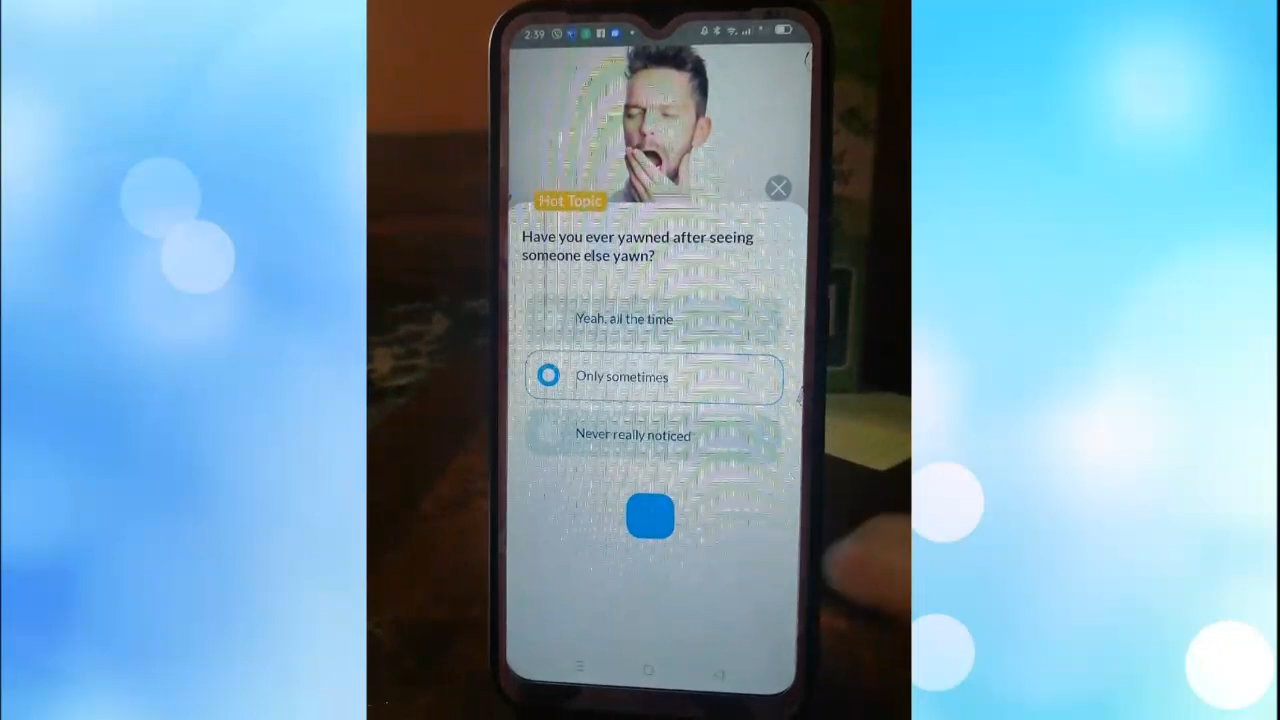 2:39
Hot Topic
Have you ever yawned after seeing
someone else yawn?
Yeah, all the time
Only sometimes
Never really noticed